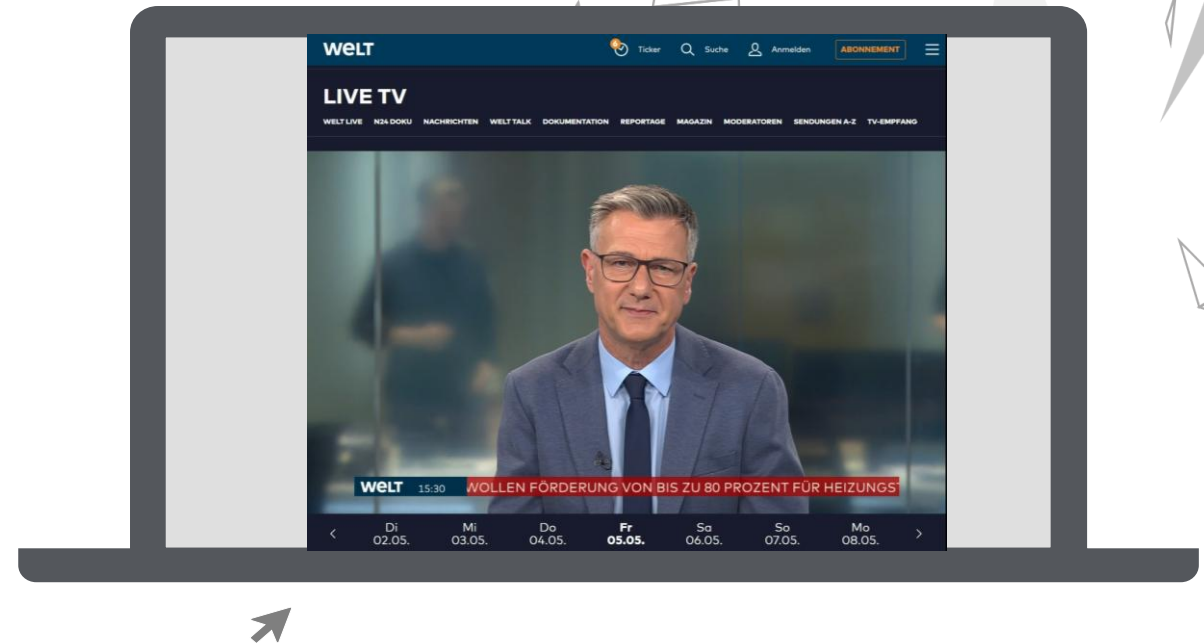 WELT
Ticker Suche Anmelden ABONNEMENT
LIVE TV
WELT LIVE N24 DOKU NACHRICHTEN WELT TALK DOKUMENTATION REPORTAGE MAGAZIN MODERATOREN SENDUNGEN A-Z TV-EMPFANG
WELT 15:30 WOLLEN FÖRDERUNG VON BIS ZU 80 PROZENT FÜR HEIZUNGS
Di Mi Do Fr Sa So Mo
02.05. 03.05. 04.05. 05.05. 06.05. 07.05. 08.05.